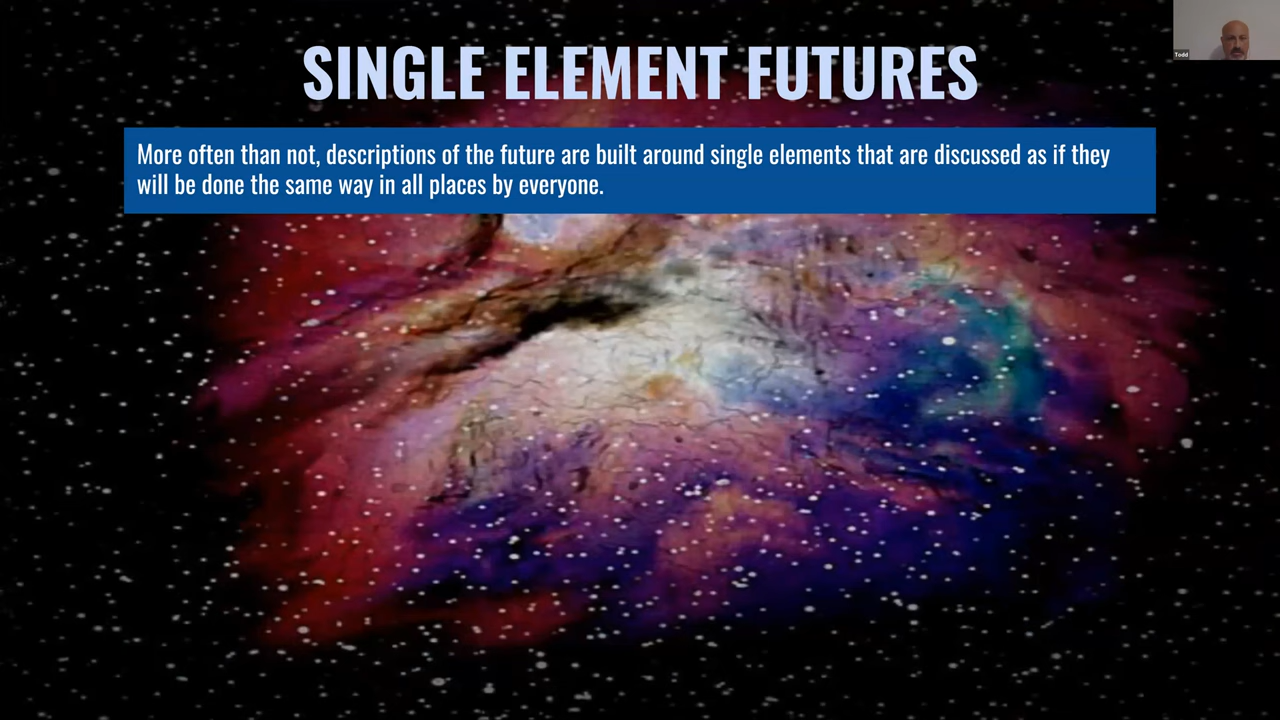 SINGLE ELEMENT FUTURES
More often than not, descriptions of the future are built around single elements that are discussed as if they
will be done the same way in all places by everyone.
Todd